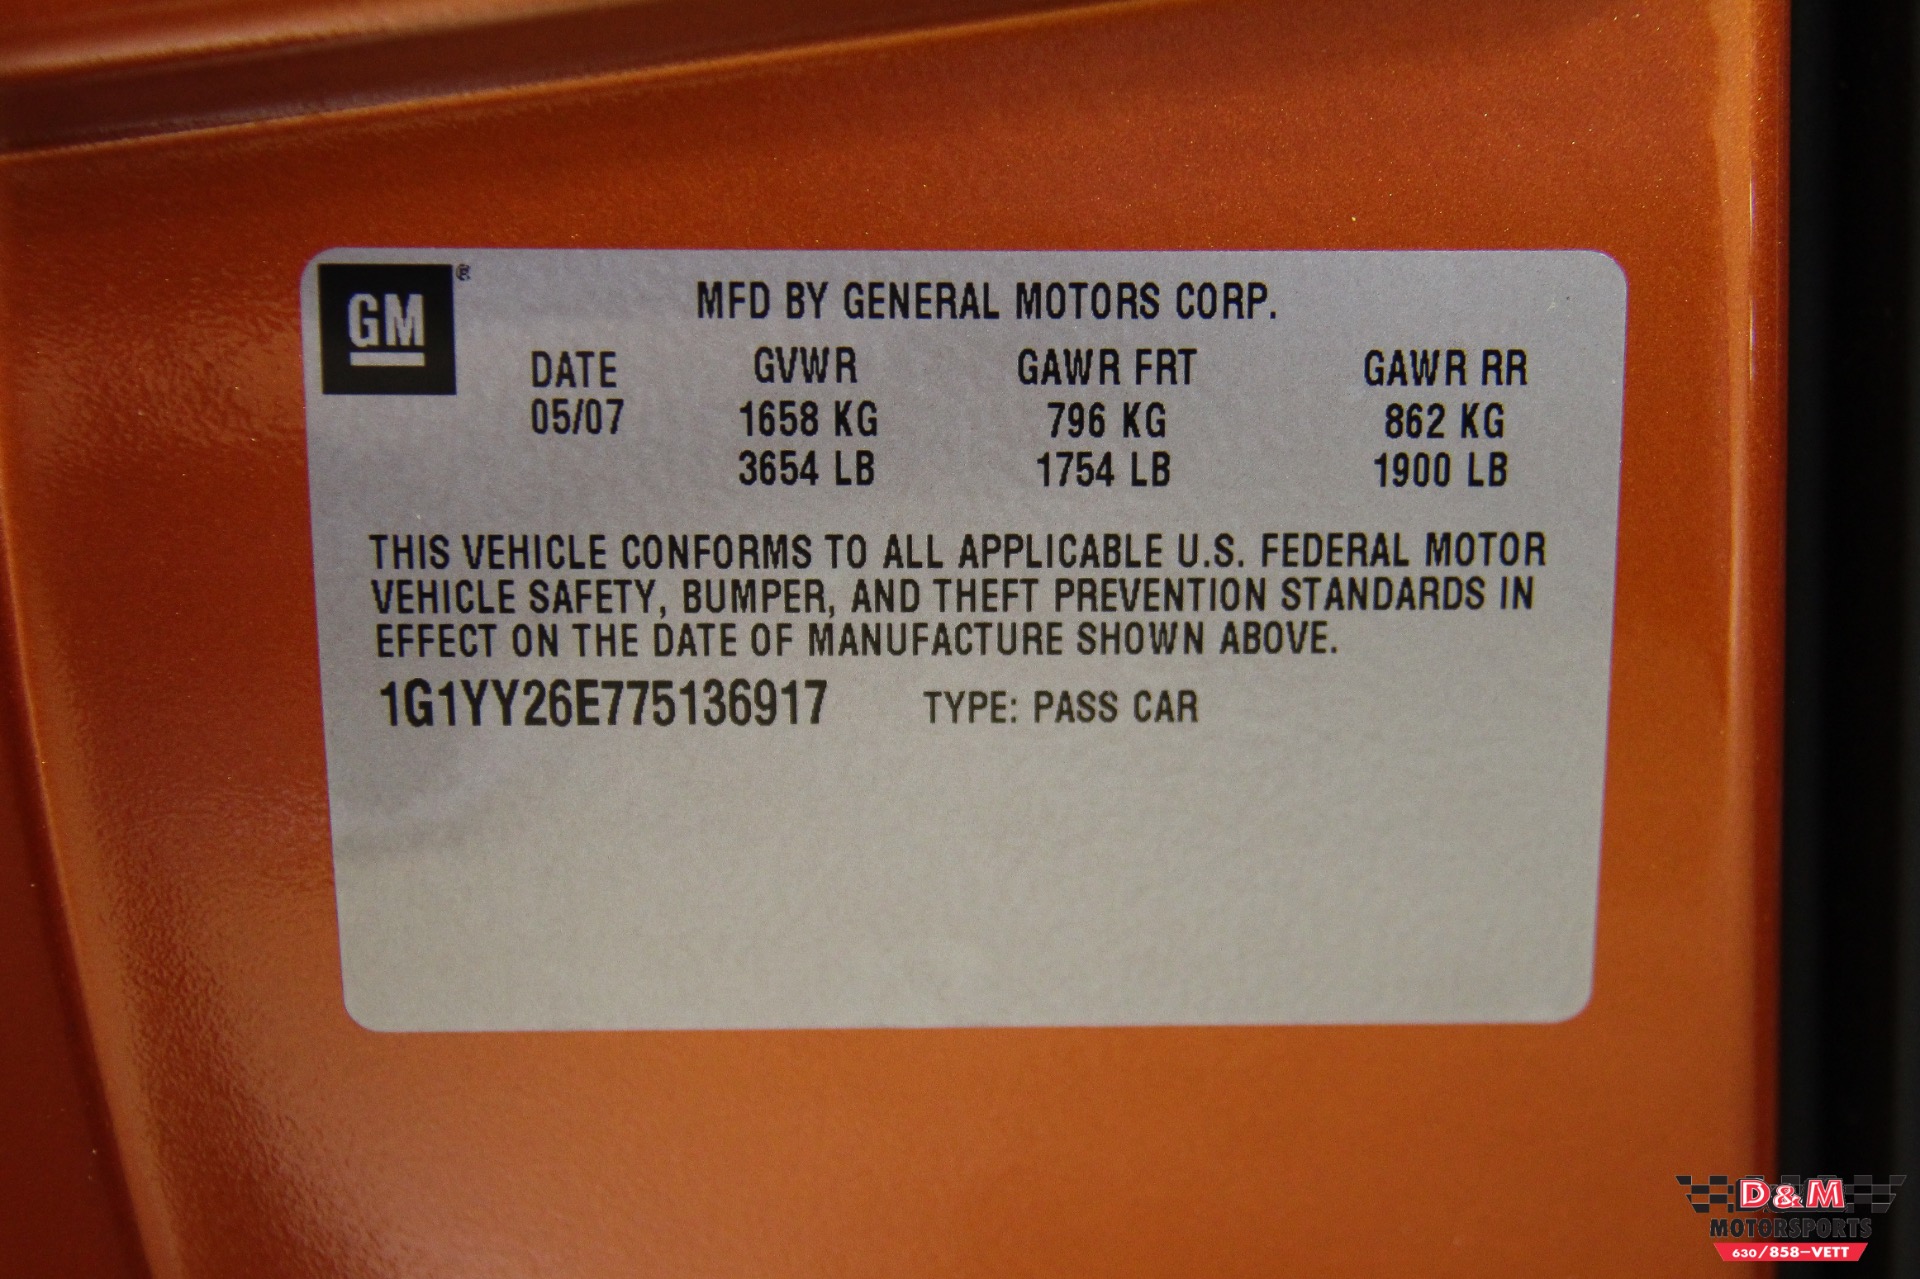 GM®
MFD BY GENERAL MOTORS CORP.
DATE GVWR GAWR FRT GAWR RR
05/07 1658 KG 796 KG 862 KG
3654 LB 1754 LB 1900 LB
THIS VEHICLE CONFORMS TO ALL APPLICABLE U.S. FEDERAL MOTOR
VEHICLE SAFETY, BUMPER, AND THEFT PREVENTION STANDARDS IN
EFFECT ON THE DATE OF MANUFACTURE SHOWN ABOVE.
1G1YY26E775136917 TYPE: PASS CAR
D&M
MOTORSPORTS
630/858-VETT